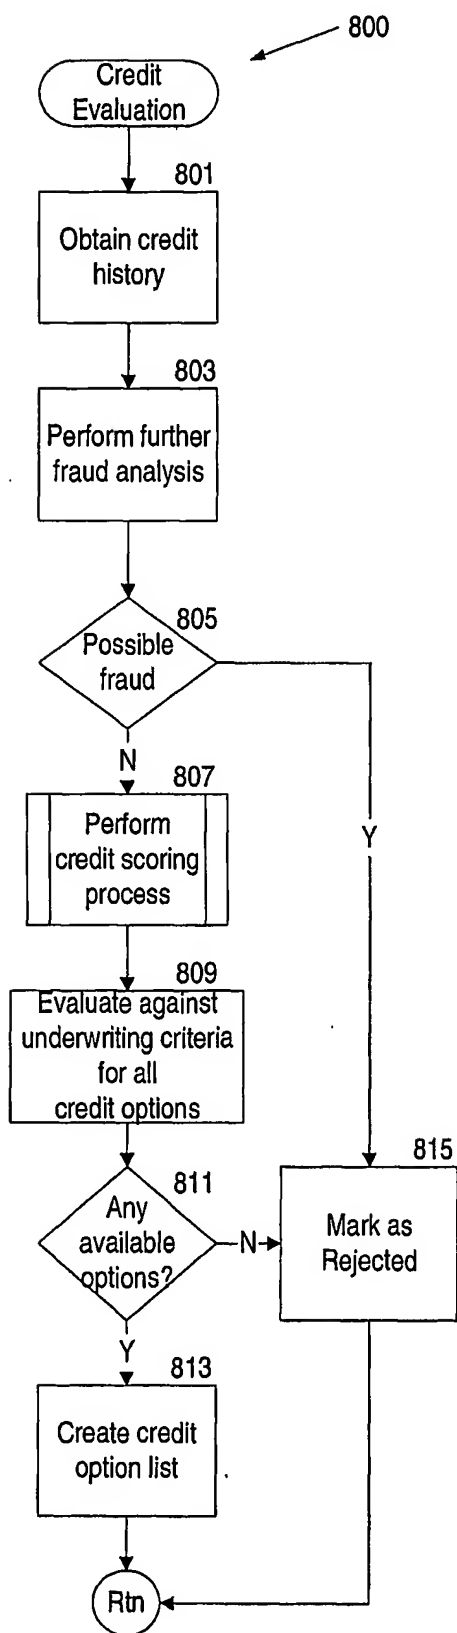 800
Credit
Evaluation
801
Obtain credit
history
803
Perform further
fraud analysis
805
Possible
fraud
N
Y
807
Perform
credit scoring
process
809
Evaluate against
underwriting criteria
for all
credit options
811
Any
available
options?
N
Y
815
Mark as
Rejected
813
Create credit
option list
Rtn